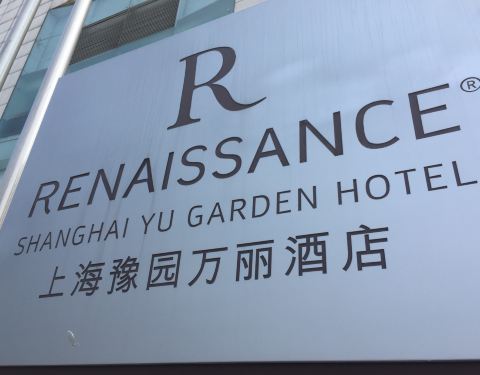 R
RENAISSANCE®
SHANGHAI YU GARDEN HOTEL
上海豫园万丽酒店